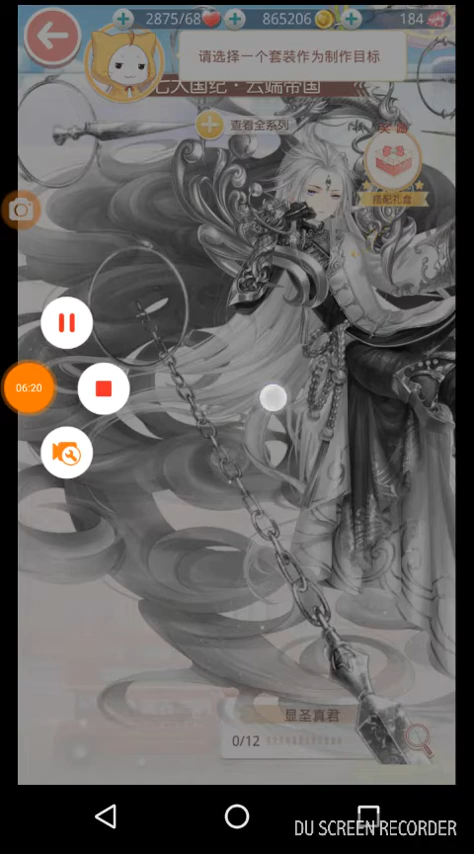 2875/68
865206
184
请选择一个套装作为制作目标
七大国纪·云端帝国
查看全系列
搭配礼盒
06:20
显圣真君
0/12
DU SCREEN RECORDER